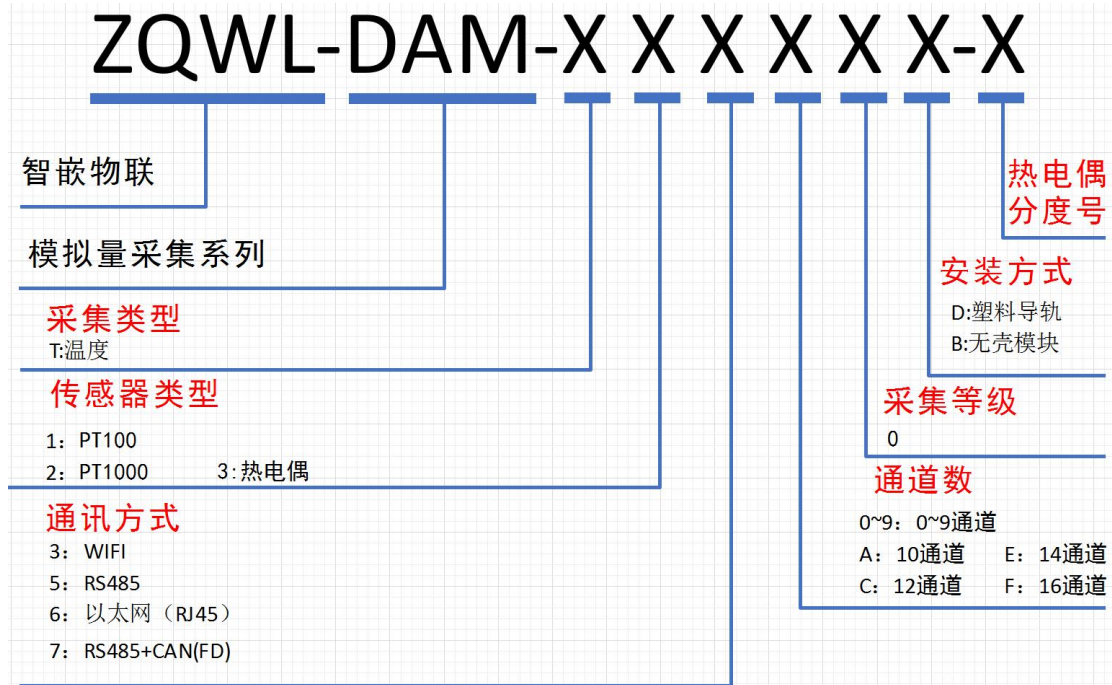 ZQWL-DAM-X X X X X X-X
智嵌物联
模拟量采集系列
采集类型
T:温度
传感器类型
1：PT100
2：PT1000 3:热电偶
通讯方式
3：WIFI
5：RS485
6：以太网（RJ45）
7：RS485+CAN(FD)
热电偶
分度号
安装方式
D:塑料导轨
B:无壳模块
采集等级
0
通道数
0~9：0~9通道
A：10通道 E：14通道
C：12通道 F：16通道